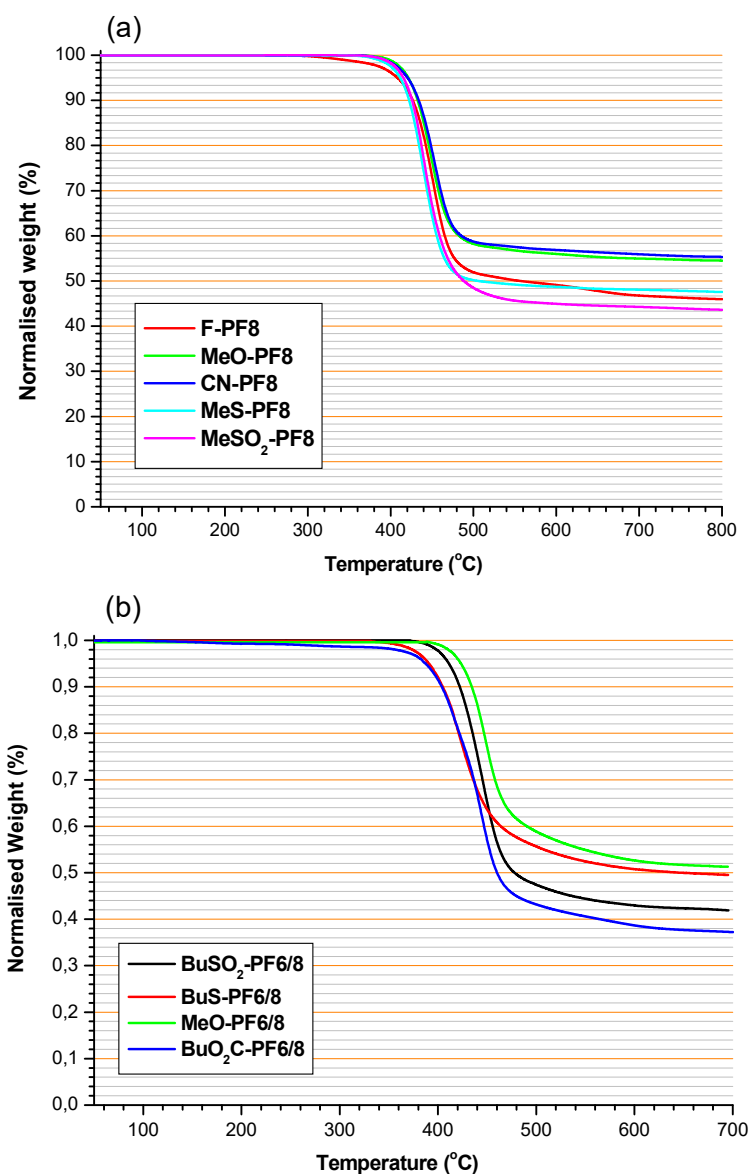 (a)
Normalised weight (%)
100
90
80
70
60
50
40
30
20
10
0
F-PF8
MeO-PF8
CN-PF8
MeS-PF8
MeSO₂-PF8
100 200 300 400 500 600 700 800
Temperature (°C)
(b)
Normalised Weight (%)
1,0
0,9
0,8
0,7
0,6
0,5
0,4
0,3
0,2
0,1
0,0
BuSO₂-PF6/8
BuS-PF6/8
MeO-PF6/8
BuO₂C-PF6/8
100 200 300 400 500 600 700
Temperature (°C)